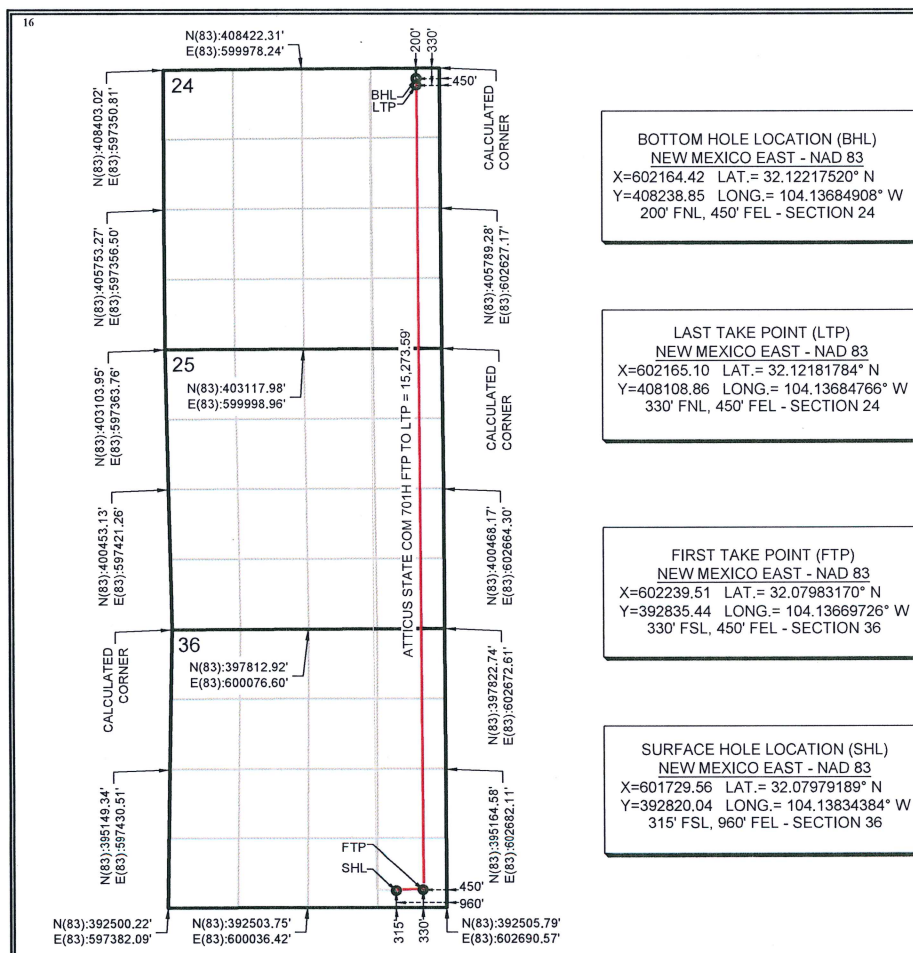 16
N(83):408422.31'
E(83):599978.24'
200'
330'
24
450'
BHL
LTP
CALCULATED
CORNER
N(83):408403.02'
E(83):597350.81'
N(83):405753.27'
E(83):597356.50'
N(83):405789.28'
E(83):602627.17'
ATTICUS STATE COM 701H FTP TO LTP = 15,273.59'
25
N(83):403117.98'
E(83):599998.96'
N(83):403103.95'
E(83):597363.76'
CALCULATED
CORNER
N(83):400453.13'
E(83):597421.26'
N(83):400468.17'
E(83):602664.30'
36
N(83):397812.92'
E(83):600076.60'
CALCULATED
CORNER
N(83):397822.74'
E(83):602672.61'
N(83):395149.34'
E(83):597430.51'
N(83):395164.58'
E(83):602682.11'
FTP
SHL
450'
960'
315'
330'
N(83):392500.22'
E(83):597382.09'
N(83):392503.75'
E(83):600036.42'
N(83):392505.79'
E(83):602690.57'
BOTTOM HOLE LOCATION (BHL)
NEW MEXICO EAST - NAD 83
X=602164.42 LAT.= 32.12217520° N
Y=408238.85 LONG.= 104.13684908° W
200' FNL, 450' FEL - SECTION 24
LAST TAKE POINT (LTP)
NEW MEXICO EAST - NAD 83
X=602165.10 LAT.= 32.12181784° N
Y=408108.86 LONG.= 104.13684766° W
330' FNL, 450' FEL - SECTION 24
FIRST TAKE POINT (FTP)
NEW MEXICO EAST - NAD 83
X=602239.51 LAT.= 32.07983170° N
Y=392835.44 LONG.= 104.13669726° W
330' FSL, 450' FEL - SECTION 36
SURFACE HOLE LOCATION (SHL)
NEW MEXICO EAST - NAD 83
X=601729.56 LAT.= 32.07979189° N
Y=392820.04 LONG.= 104.13834384° W
315' FSL, 960' FEL - SECTION 36